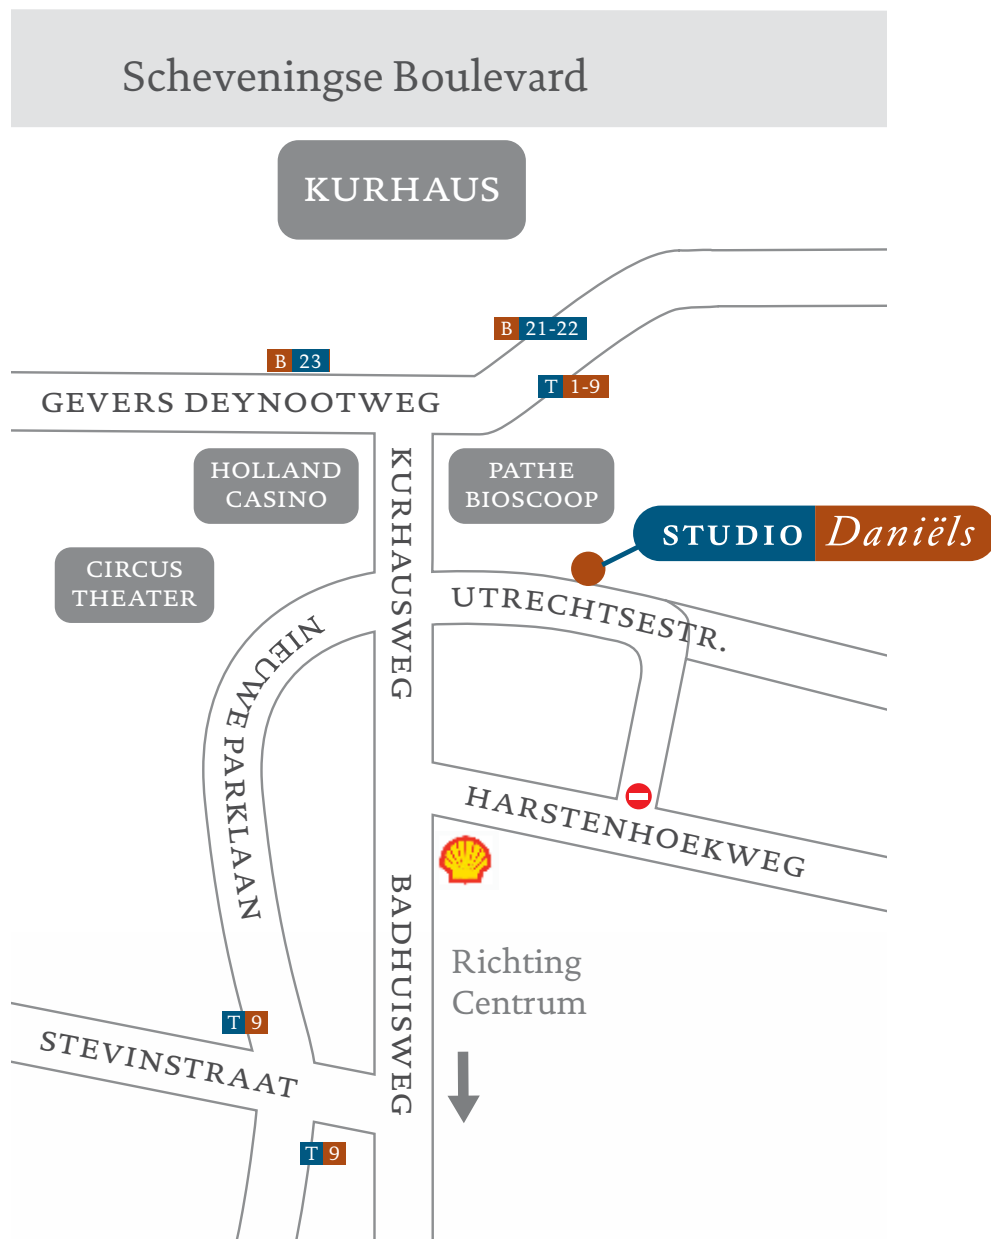 Scheveningse Boulevard
KURHAUS
B 21-22
B 23
T 1-9
GEVERS DEYNOOTWEG
HOLLAND
CASINO
KURHAUSWEG
PATHE
BIOSCOOP
STUDIO Daniëls
CIRCUS
THEATER
UTRECHTSESTR.
NIEUWE PARKLAAN
HARSTENHOEKWEG
BADHUISWEG
Richting
Centrum
T 9
STEVINSTRAAT
T 9